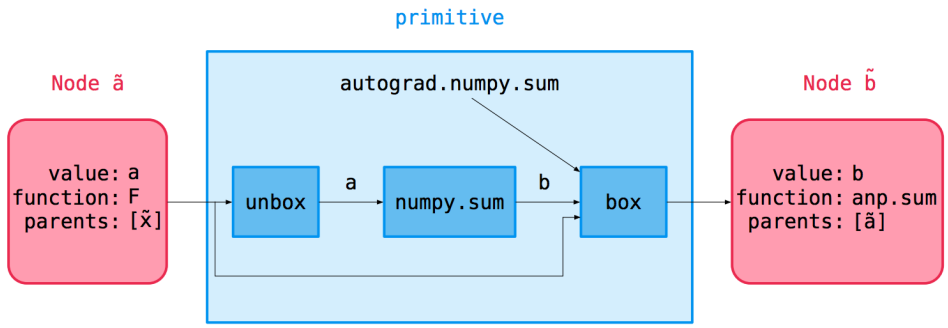 primitive
Node ã
autograd.numpy.sum
Node b̃
value: a
function: F
parents: [x̃]
unbox
a
numpy.sum
b
box
value: b
function: anp.sum
parents: [ã]